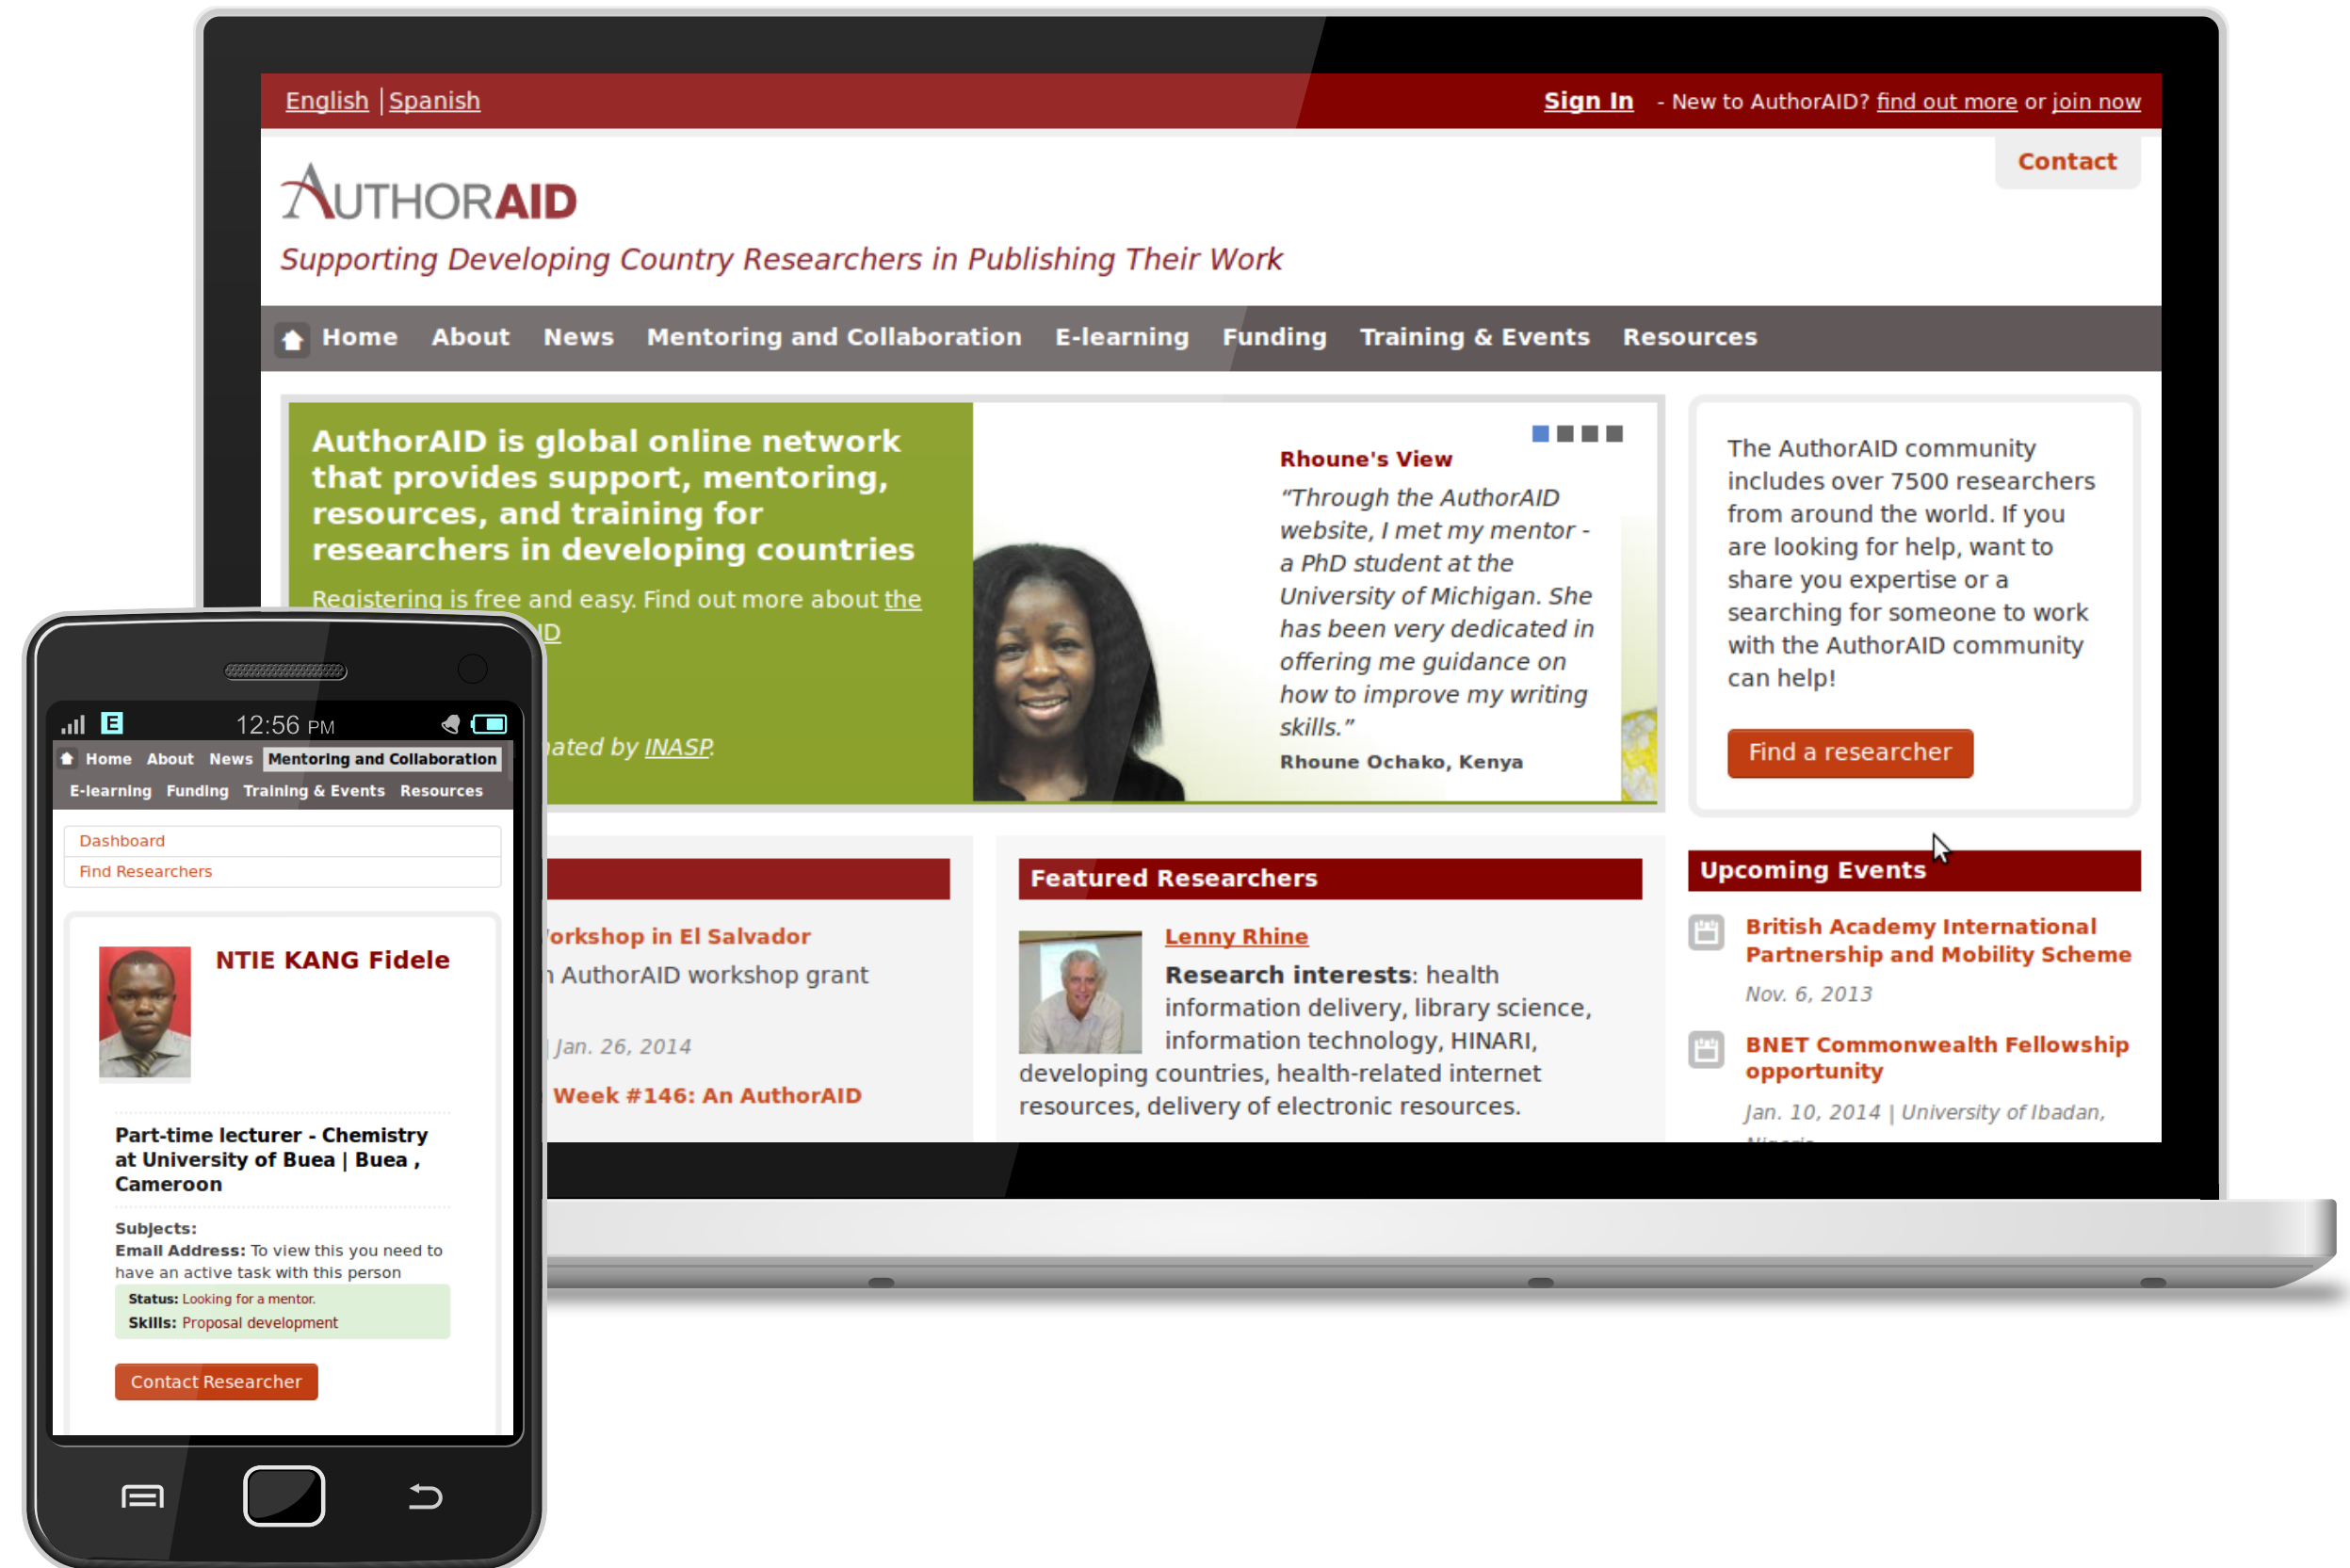 English | Spanish
Sign In - New to AuthorAID? find out more or join now
Contact
AUTHORAID
Supporting Developing Country Researchers in Publishing Their Work
Home About News Mentoring and Collaboration E-learning Funding Training & Events Resources
AuthorAID is global online network
that provides support, mentoring,
resources, and training for
researchers in developing countries
Registering is free and easy. Find out more about the
by INASP.
Rhoune's View
“Through the AuthorAID
website, I met my mentor -
a PhD student at the
University of Michigan. She
has been very dedicated in
offering me guidance on
how to improve my writing
skills.”
Rhoune Ochako, Kenya
The AuthorAID community
includes over 7500 researchers
from around the world. If you
are looking for help, want to
share you expertise or a
searching for someone to work
with the AuthorAID community
can help!
Find a researcher
in El Salvador
AuthorAID workshop grant
| Jan. 26, 2014
Week #146: An AuthorAID
Featured Researchers
Lenny Rhine
Research interests: health
information delivery, library science,
information technology, HINARI,
developing countries, health-related internet
resources, delivery of electronic resources.
Upcoming Events
British Academy International
Partnership and Mobility Scheme
Nov. 6, 2013
BNET Commonwealth Fellowship
opportunity
Jan. 10, 2014 | University of Ibadan,
E 12:56 PM
Home About News Mentoring and Collaboration
E-learning Funding Training & Events Resources
Dashboard
Find Researchers
NTIE KANG Fidele
Part-time lecturer - Chemistry
at University of Buea | Buea ,
Cameroon
Subjects:
Email Address: To view this you need to
have an active task with this person
Status: Looking for a mentor.
Skills: Proposal development
Contact Researcher